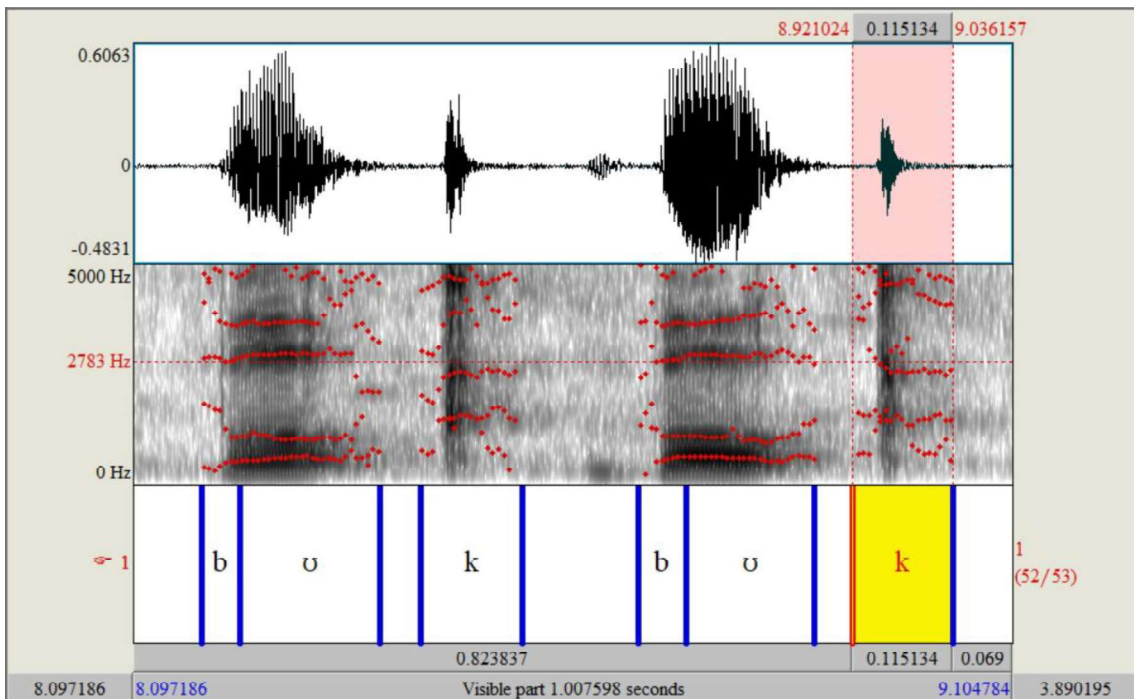 8.921024 0.115134 9.036157
0.6063
0
-0.4831
5000 Hz
2783 Hz
0 Hz
☞ 1 b ʊ k b ʊ k 1
(52/53)
0.823837 0.115134 0.069
8.097186 8.097186 Visible part 1.007598 seconds 9.104784 3.890195